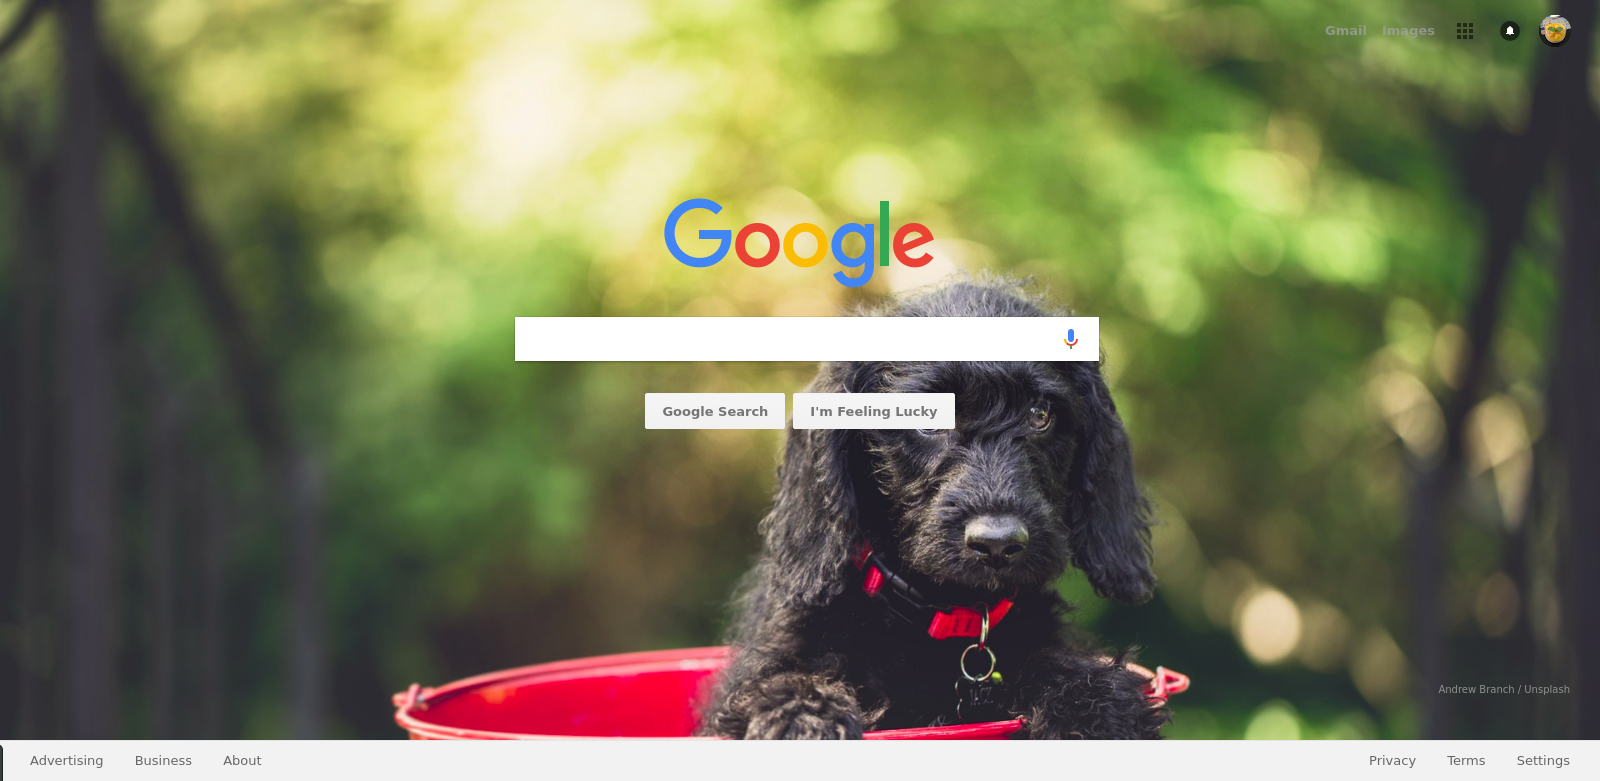 Gmail Images
Google
Google Search I'm Feeling Lucky
Andrew Branch / Unsplash
Advertising Business About Privacy Terms Settings